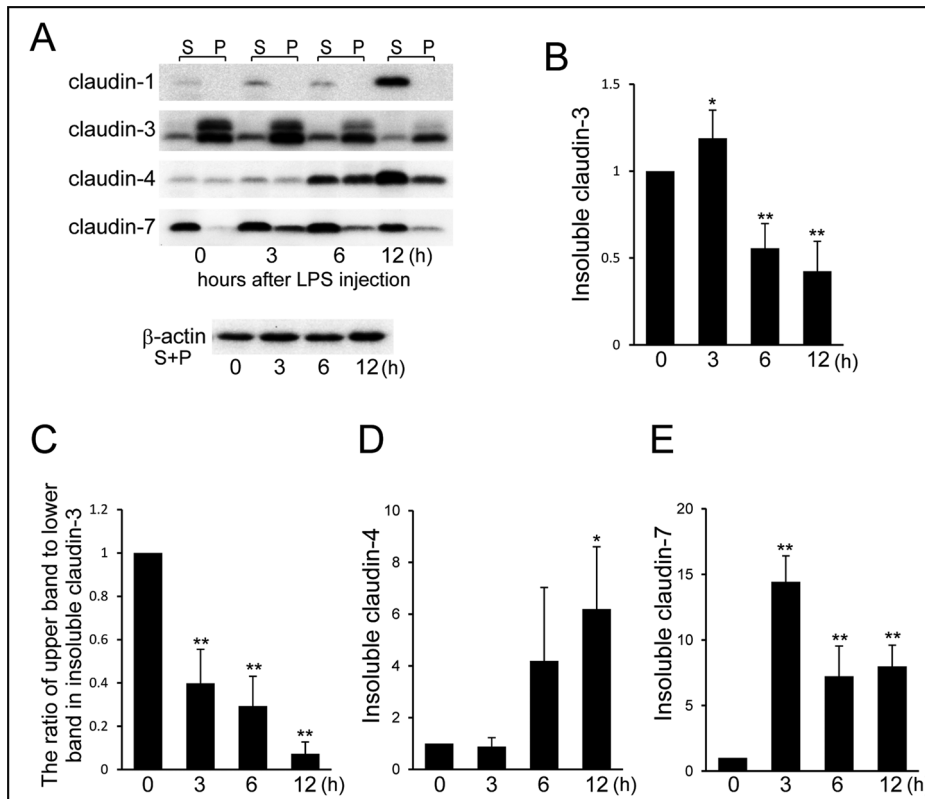 A
S P S P S P S P
claudin-1
claudin-3
claudin-4
claudin-7
0 3 6 12 (h)
hours after LPS injection
β-actin
S+P
0 3 6 12 (h)
B
Insoluble claudin-3
1.5
1
0.5
0
*
**
**
0 3 6 12 (h)
C
The ratio of upper band to lower
band in insoluble claudin-3
1.2
1
0.8
0.6
0.4
0.2
0
**
**
**
0 3 6 12 (h)
D
Insoluble claudin-4
10
8
6
4
2
0
*
0 3 6 12 (h)
E
Insoluble claudin-7
20
15
10
5
0
**
**
**
0 3 6 12 (h)